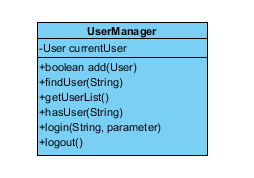 UserManager
-User currentUser
+boolean add(User)
+findUser(String)
+getUserList()
+hasUser(String)
+login(String, parameter)
+logout()